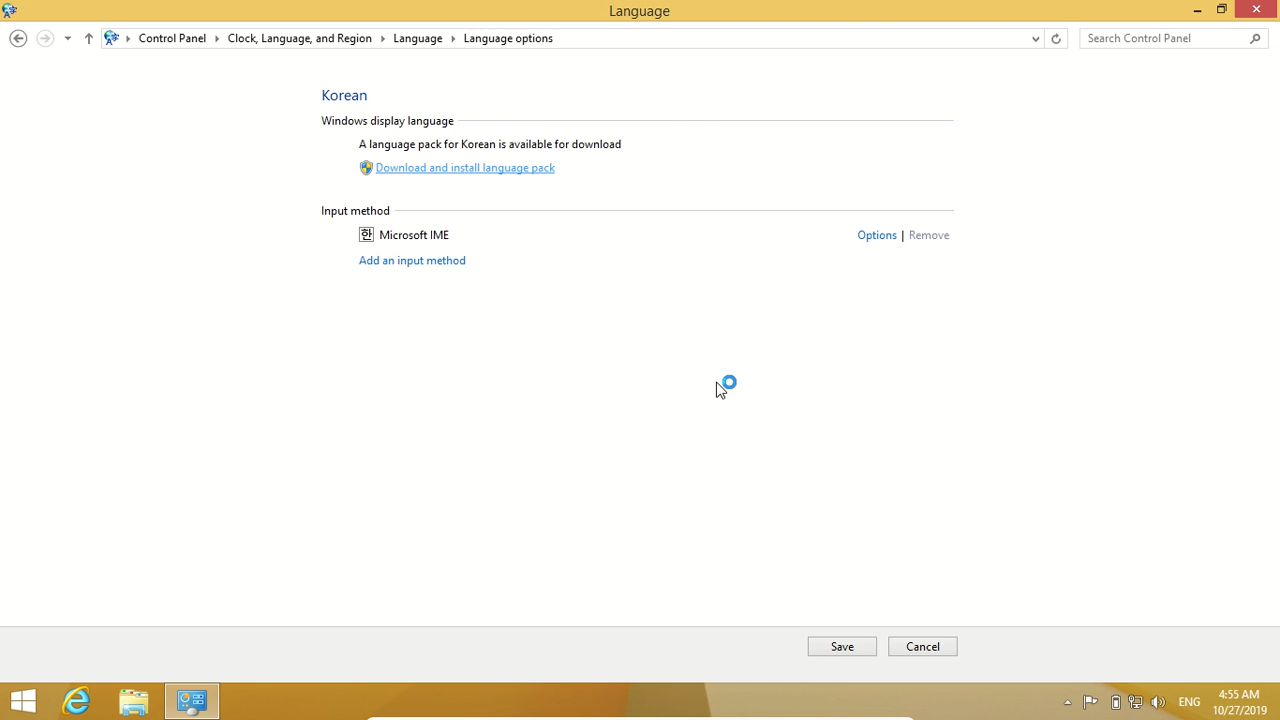 Language
Control Panel Clock, Language, and Region Language Language options
Search Control Panel
Korean
Windows display language
A language pack for Korean is available for download
Download and install language pack
Input method
한 Microsoft IME Options | Remove
Add an input method
Save Cancel
ENG
4:55 AM
10/27/2019